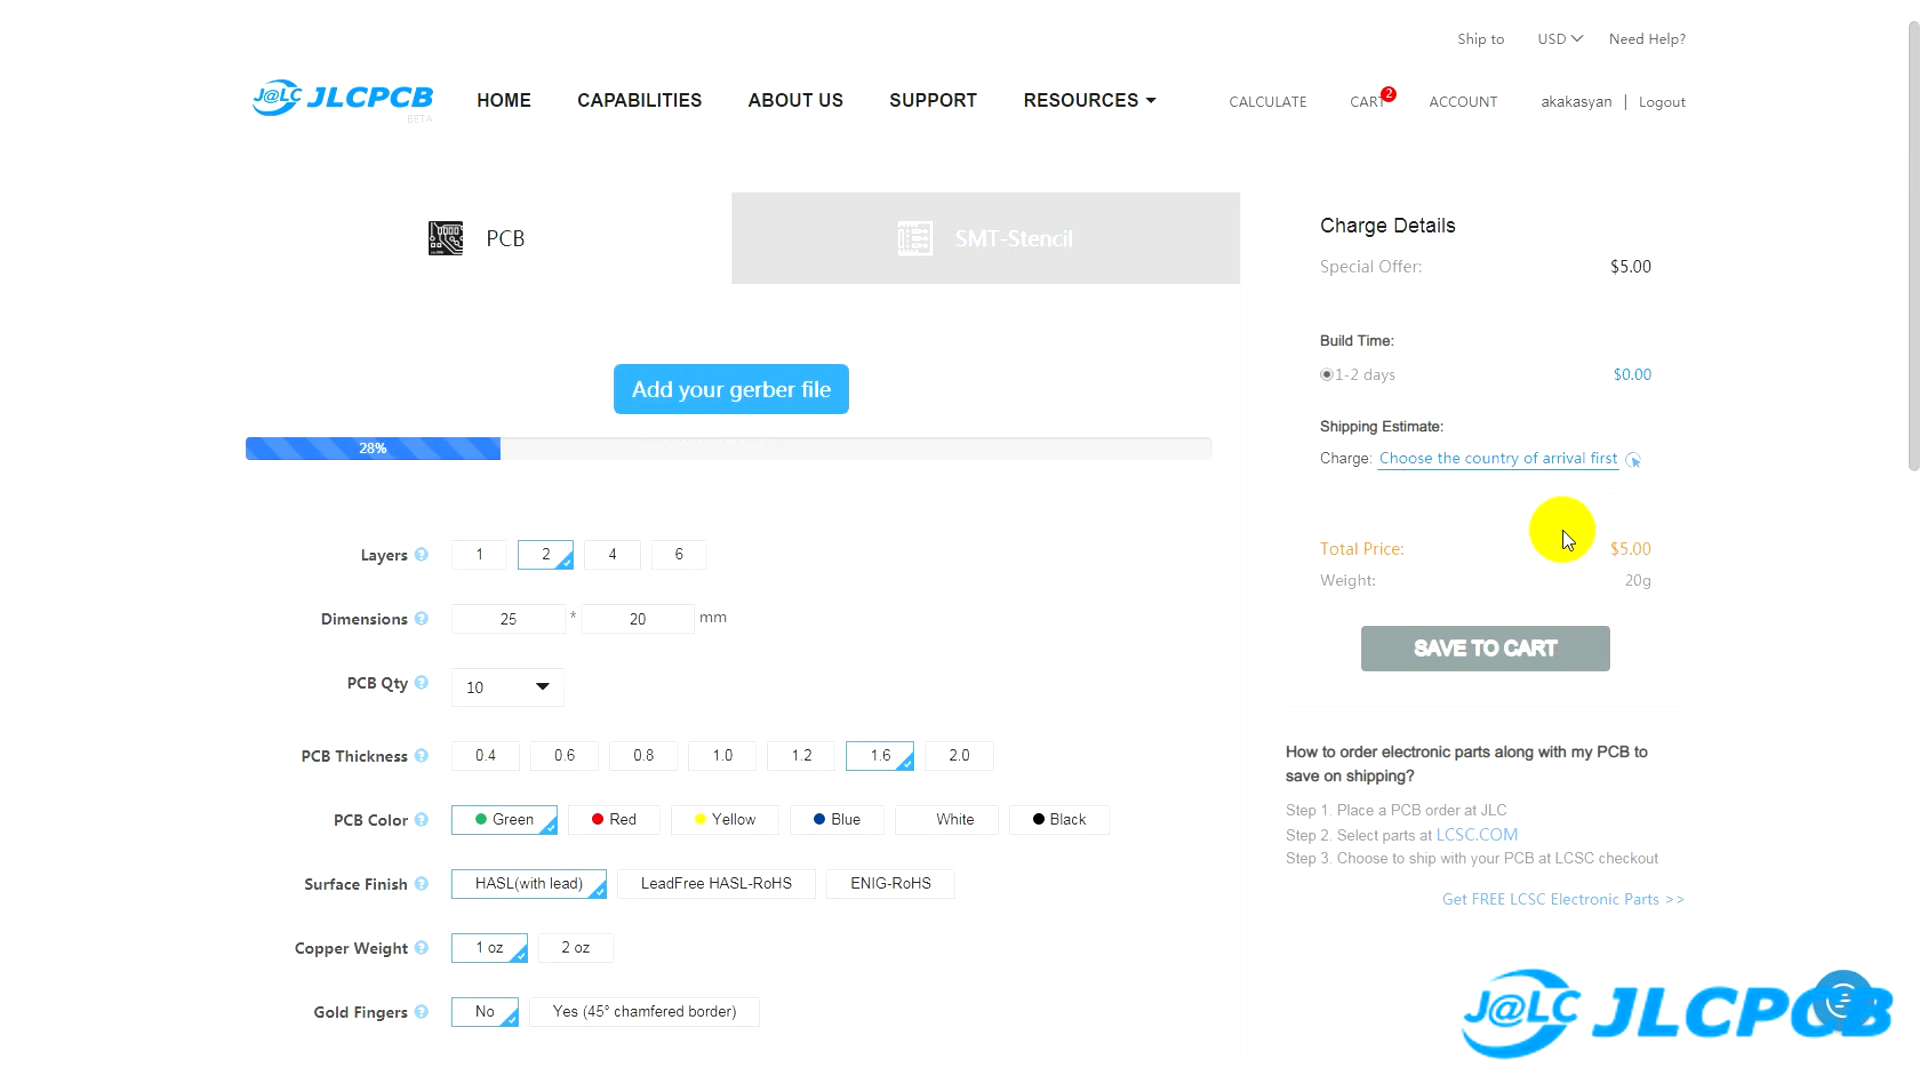 Ship to USD Need Help?
J@LC JLCPCB HOME CAPABILITIES ABOUT US SUPPORT RESOURCES CALCULATE CART 2 ACCOUNT akakasyan | Logout
BETA
PCB SMT-Stencil
Charge Details
Special Offer: $5.00
Build Time:
1-2 days $0.00
Add your gerber file
28%
Shipping Estimate:
Charge: Choose the country of arrival first
Total Price: $5.00
Weight: 20g
SAVE TO CART
Layers ? 1 2 4 6
Dimensions ? 25 * 20 mm
PCB Qty ? 10
PCB Thickness ? 0.4 0.6 0.8 1.0 1.2 1.6 2.0
PCB Color ? Green Red Yellow Blue White Black
Surface Finish ? HASL(with lead) LeadFree HASL-RoHS ENIG-RoHS
Copper Weight ? 1 oz 2 oz
Gold Fingers ? No Yes (45° chamfered border)
How to order electronic parts along with my PCB to
save on shipping?
Step 1. Place a PCB order at JLC
Step 2. Select parts at LCSC.COM
Step 3. Choose to ship with your PCB at LCSC checkout
Get FREE LCSC Electronic Parts >>
J@LC JLCPCB